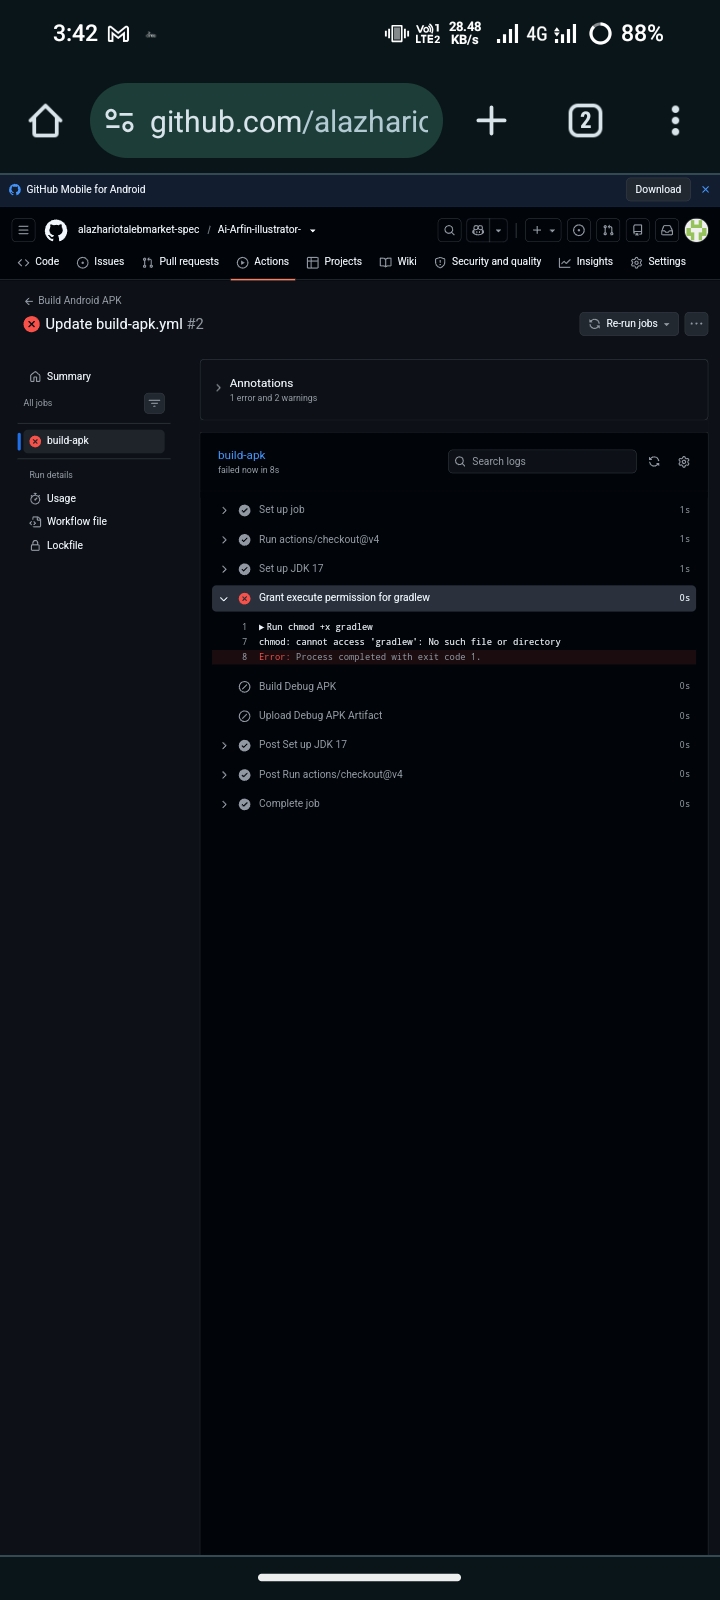 3:42
Vo)) 1
LTE2
28.48
KB/s
4G
88%
github.com/alazharic
2
GitHub Mobile for Android
Download
alazhariotalebmarket-spec / Ai-Arfin-illustrator-
Code
Issues
Pull requests
Actions
Projects
Wiki
Security and quality
Insights
Settings
Build Android APK
Update build-apk.yml #2
Re-run jobs
Summary
All jobs
build-apk
Run details
Usage
Workflow file
Lockfile
Annotations
1 error and 2 warnings
build-apk
failed now in 8s
Search logs
Set up job 1s
Run actions/checkout@v4 1s
Set up JDK 17 1s
Grant execute permission for gradlew 0s
1 Run chmod +x gradlew
7 chmod: cannot access 'gradlew': No such file or directory
8 Error: Process completed with exit code 1.
Build Debug APK 0s
Upload Debug APK Artifact 0s
Post Set up JDK 17 0s
Post Run actions/checkout@v4 0s
Complete job 0s